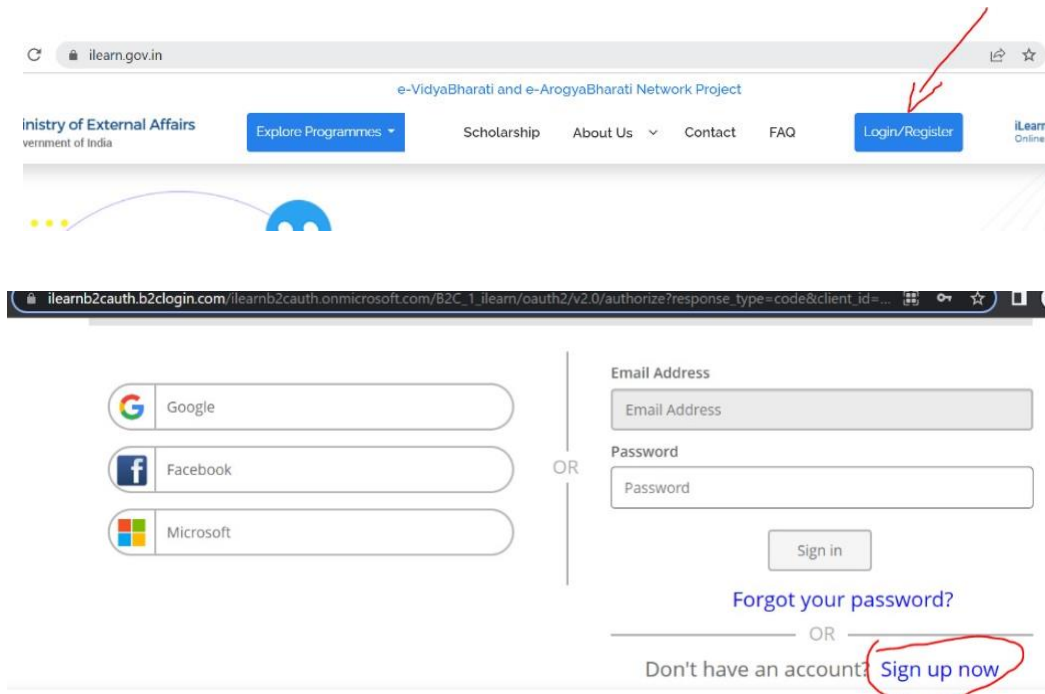 ilearn.gov.in
e-VidyaBharati and e-ArogyaBharati Network Project
inistry of External Affairs
vernment of India
Explore Programmes
Scholarship
About Us
Contact
FAQ
Login/Register
iLearn
Online
ilearnb2cauth.b2clogin.com/ilearnb2cauth.onmicrosoft.com/B2C_1_ilearn/oauth2/v2.0/authorize?response_type=code&client_id=...
Google
Facebook
Microsoft
OR
Email Address
Email Address
Password
Password
Sign in
Forgot your password?
OR
Don't have an account? Sign up now